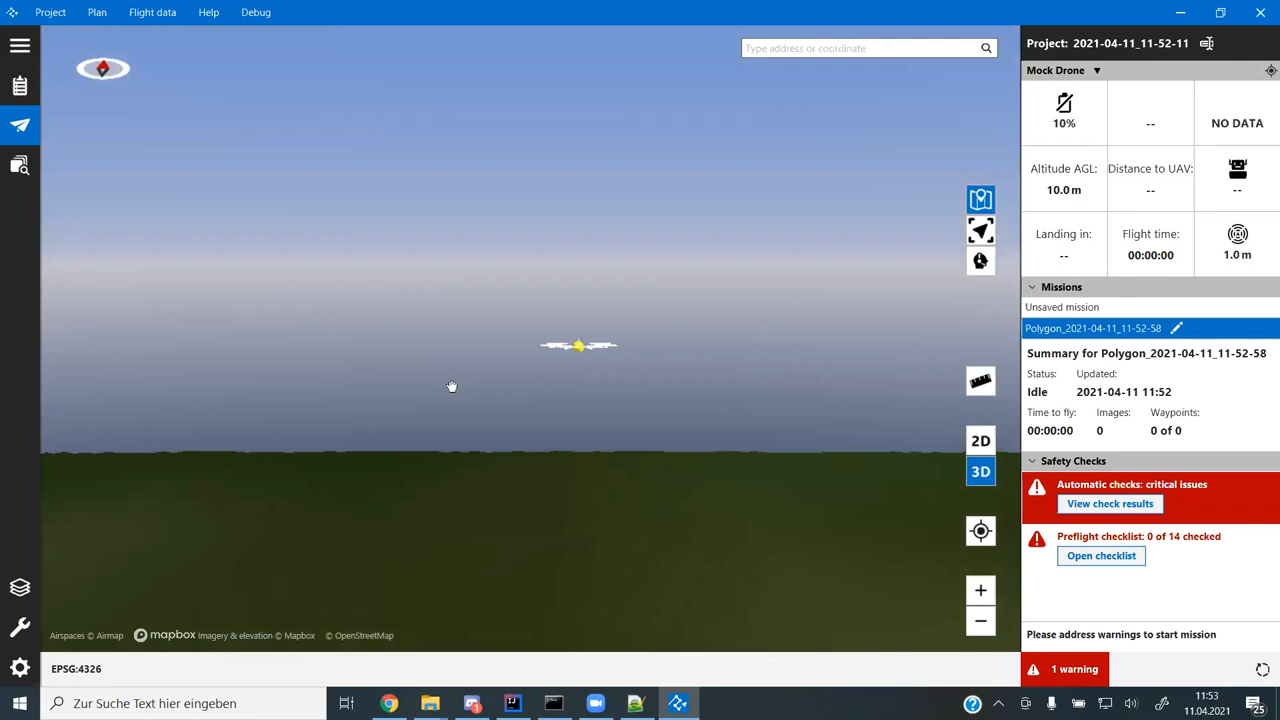 Project Plan Flight data Help Debug
Type address or coordinate
Project: 2021-04-11_11-52-11
Mock Drone
10%
--
NO DATA
Altitude AGL:
10.0 m
Distance to UAV:
--
--
Landing in:
--
Flight time:
00:00:00
1.0 m
Missions
Unsaved mission
Polygon_2021-04-11_11-52-58
Summary for Polygon_2021-04-11_11-52-58
Status: Updated:
Idle 2021-04-11 11:52
Time to fly: Images: Waypoints:
00:00:00 0 0 of 0
Safety Checks
Automatic checks: critical issues
View check results
Preflight checklist: 0 of 14 checked
Open checklist
Please address warnings to start mission
1 warning
2D
3D
+
−
Airspaces © Airmap mapbox Imagery & elevation © Mapbox © OpenStreetMap
EPSG:4326
Zur Suche Text hier eingeben
11:53
11.04.2021
25